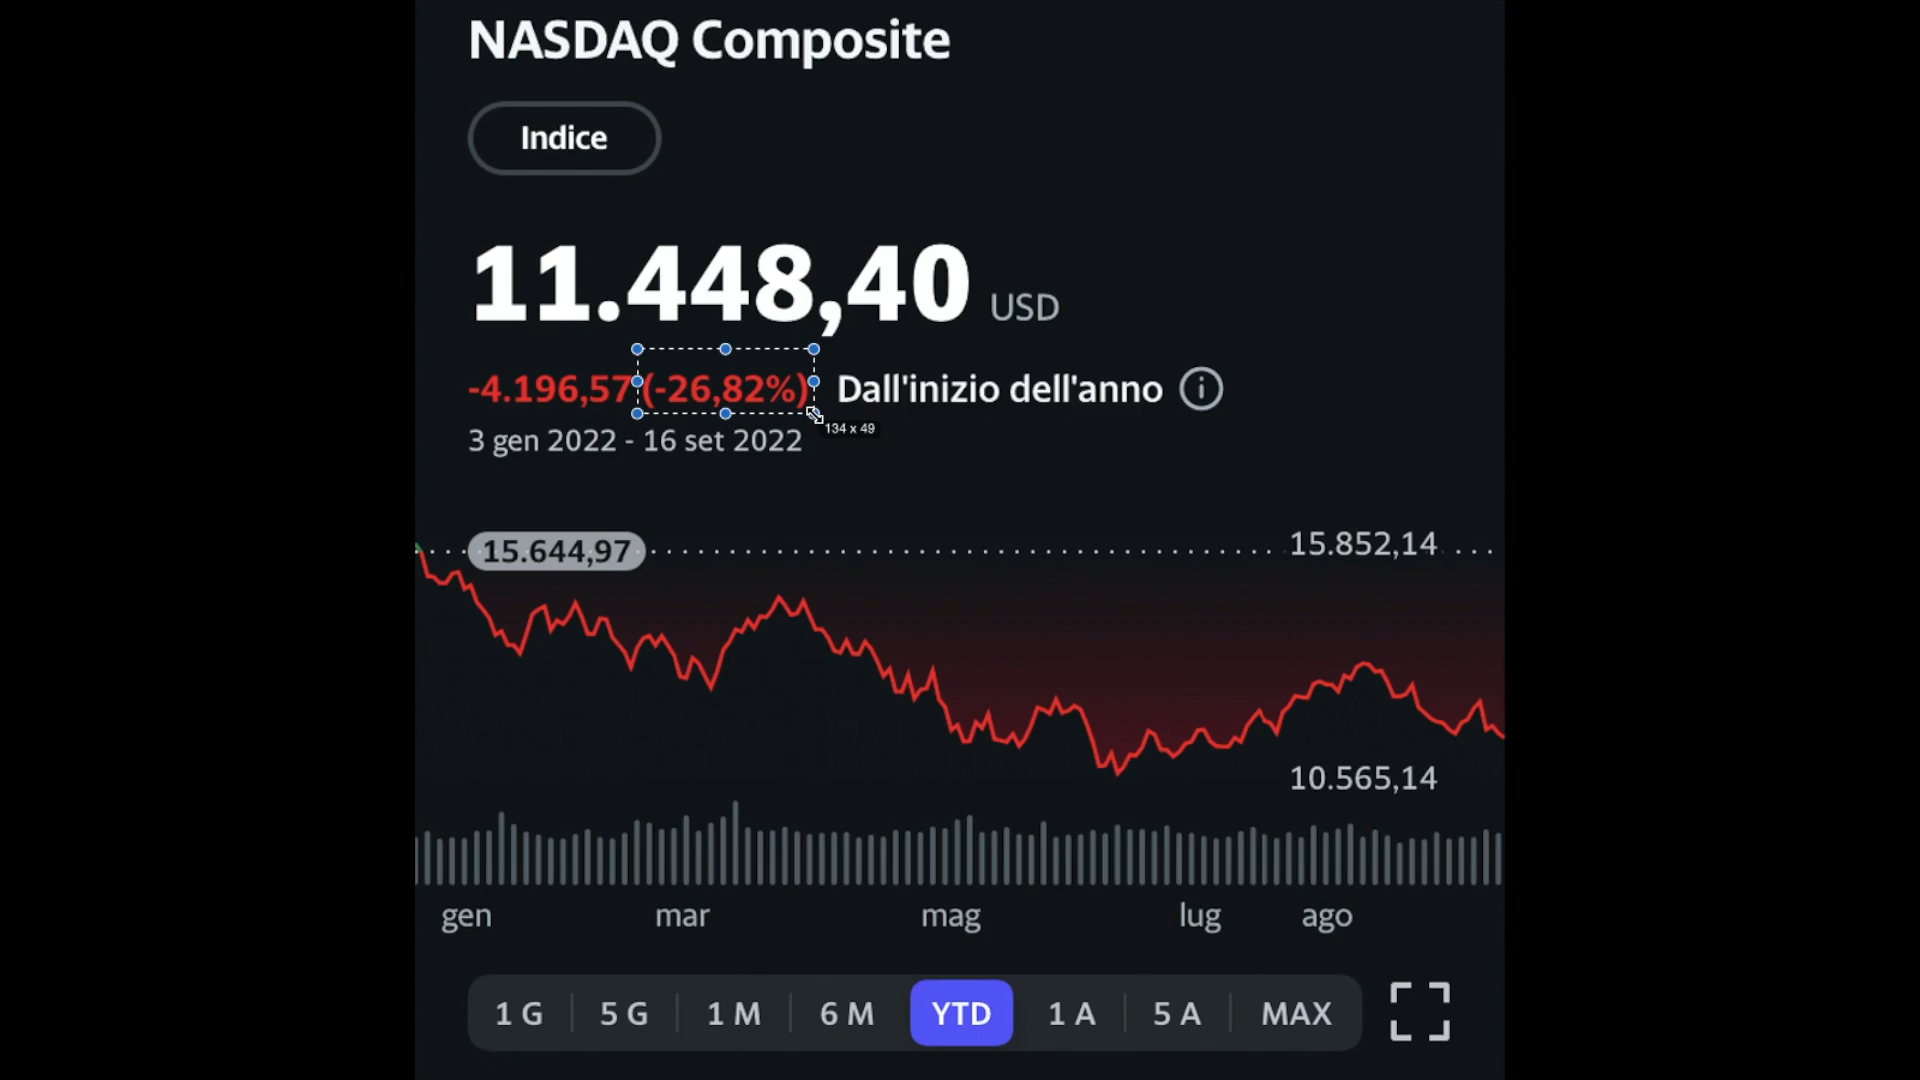 NASDAQ Composite
Indice
11.448,40 USD
-4.196,57 (-26,82%) Dall'inizio dell'anno
134 x 49
3 gen 2022 - 16 set 2022
15.644,97 15.852,14
10.565,14
gen mar mag lug ago
1 G 5 G 1 M 6 M YTD 1 A 5 A MAX